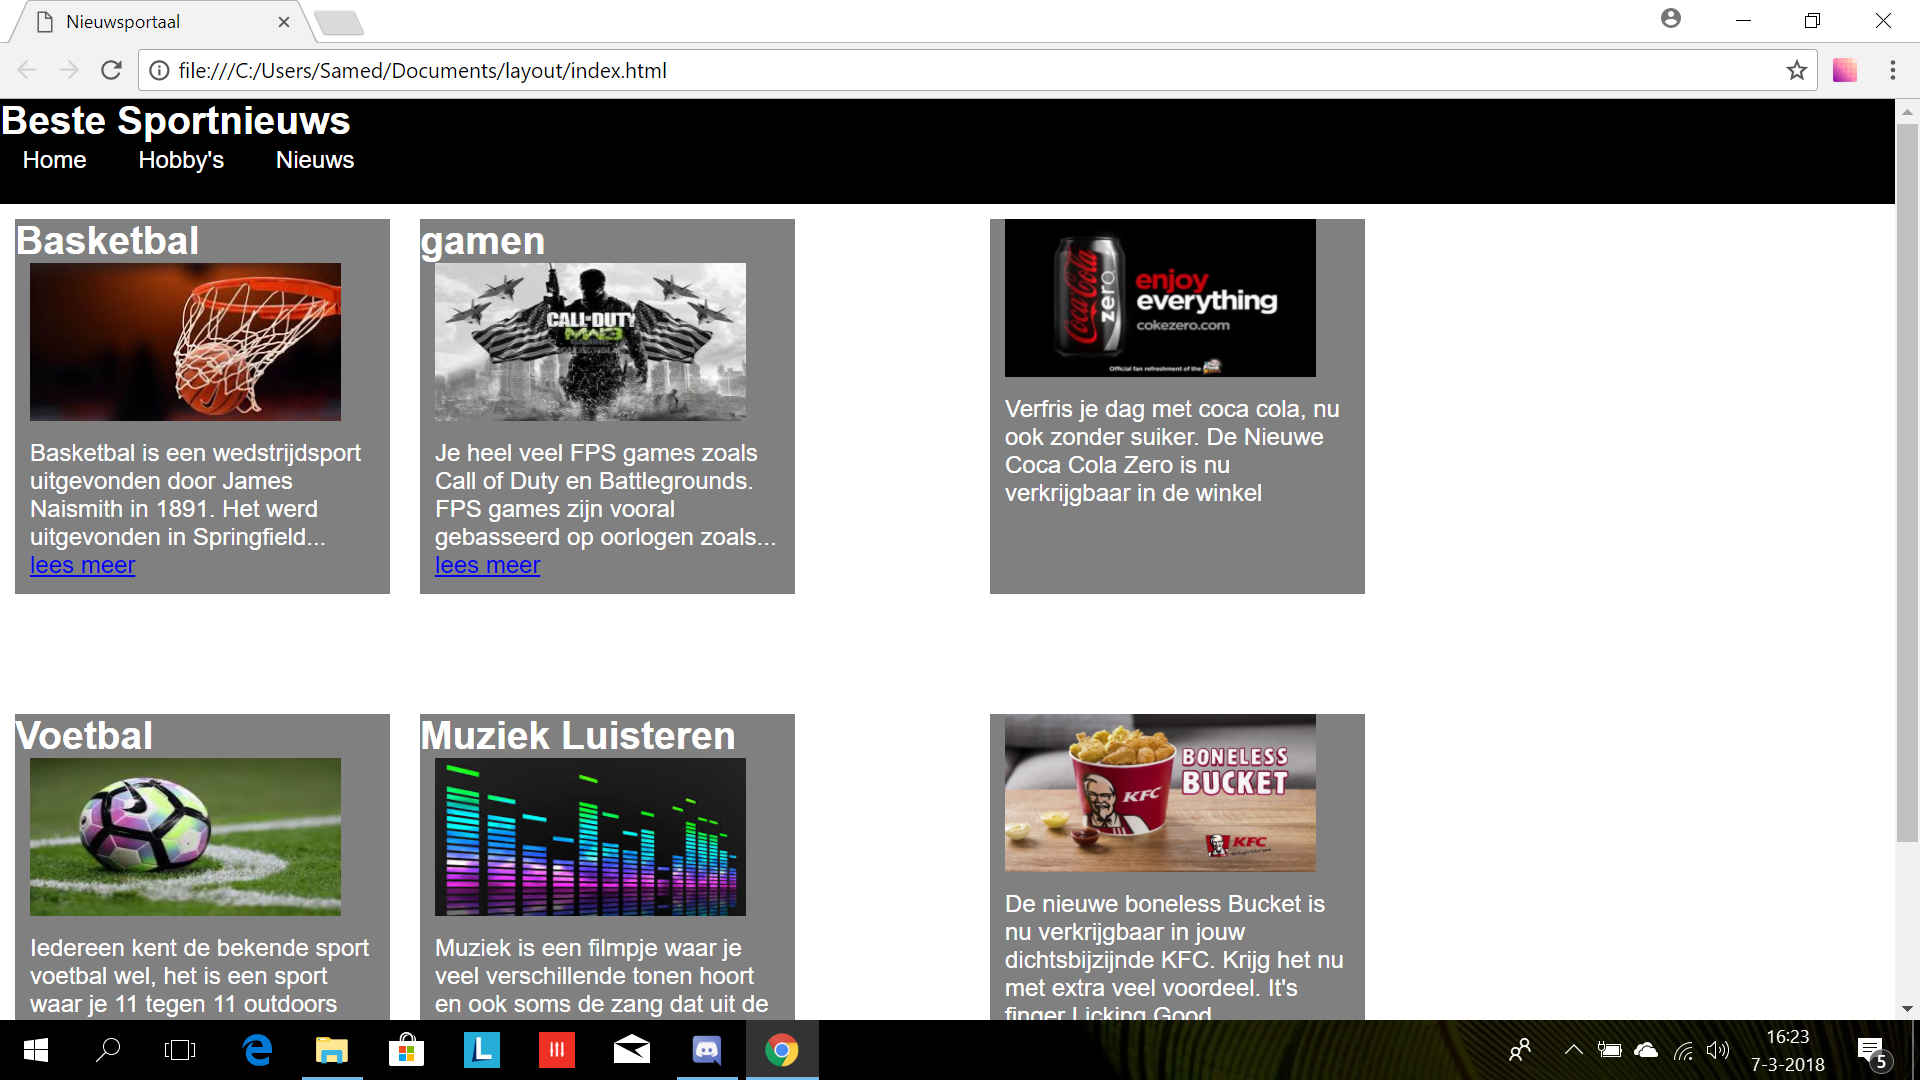 Nieuwsportaal
file:///C:/Users/Samed/Documents/layout/index.html
Beste Sportnieuws
Home Hobby's Nieuws
Basketbal
Basketbal is een wedstrijdsport
uitgevonden door James
Naismith in 1891. Het werd
uitgevonden in Springfield...
lees meer
gamen
CALL OF DUTY
MW3
Je heel veel FPS games zoals
Call of Duty en Battlegrounds.
FPS games zijn vooral
gebasseerd op oorlogen zoals...
lees meer
Coca-Cola
zero
enjoy
everything
cokezero.com
Official fan refreshment of the
Verfris je dag met coca cola, nu
ook zonder suiker. De Nieuwe
Coca Cola Zero is nu
verkrijgbaar in de winkel
Voetbal
Iedereen kent de bekende sport
voetbal wel, het is een sport
waar je 11 tegen 11 outdoors
Muziek Luisteren
Muziek is een filmpje waar je
veel verschillende tonen hoort
en ook soms de zang dat uit de
BONELESS
BUCKET
KFC
KFC
De nieuwe boneless Bucket is
nu verkrijgbaar in jouw
dichtsbijzijnde KFC. Krijg het nu
met extra veel voordeel. It's
finger Licking Good
16:23
7-3-2018
5